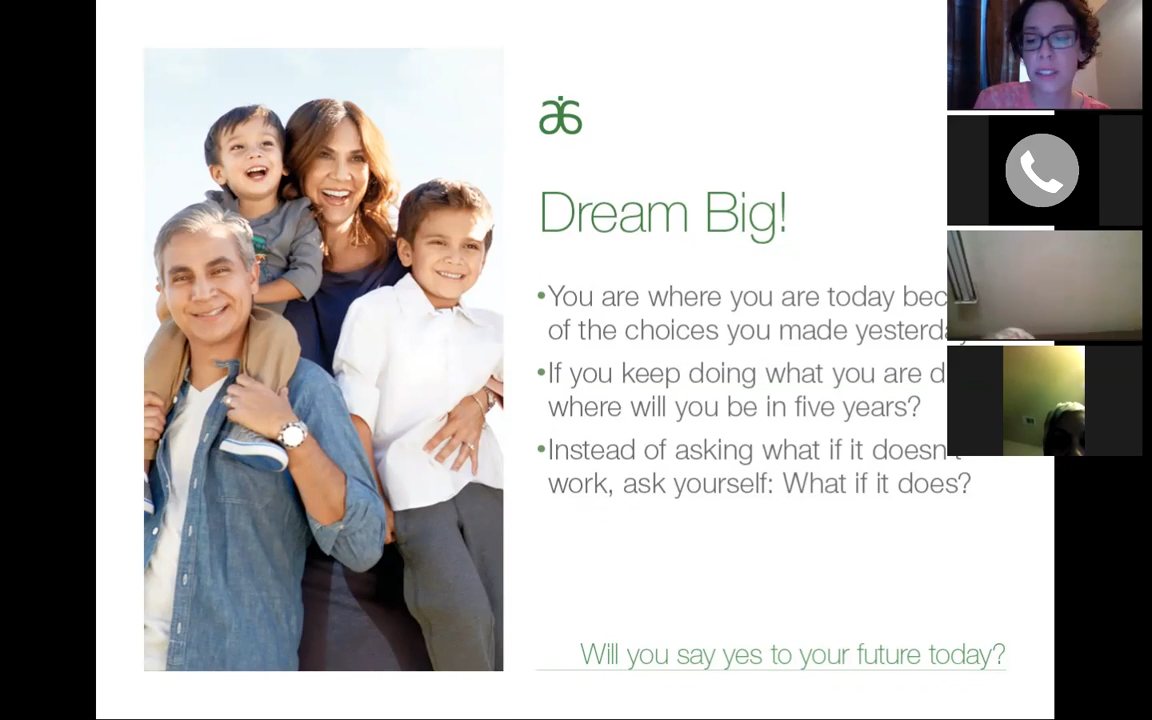 Dream Big!
•You are where you are today bec
of the choices you made yesterda
•If you keep doing what you are d
where will you be in five years?
•Instead of asking what if it doesn't
work, ask yourself: What if it does?
Will you say yes to your future today?